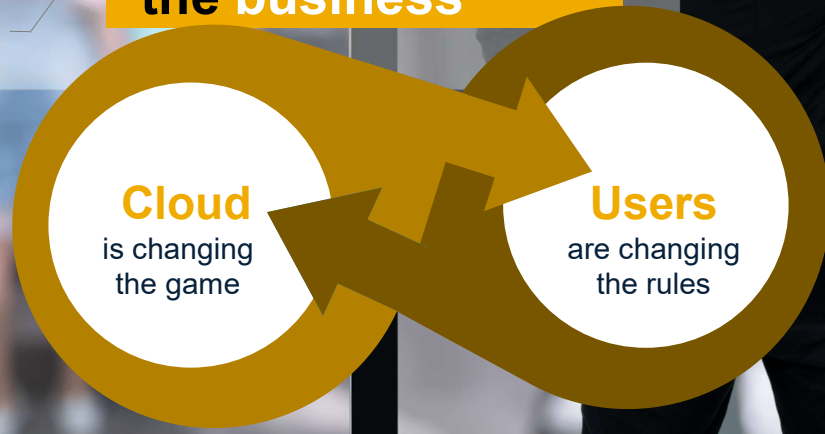 the business
Cloud
is changing
the game
Users
are changing
the rules